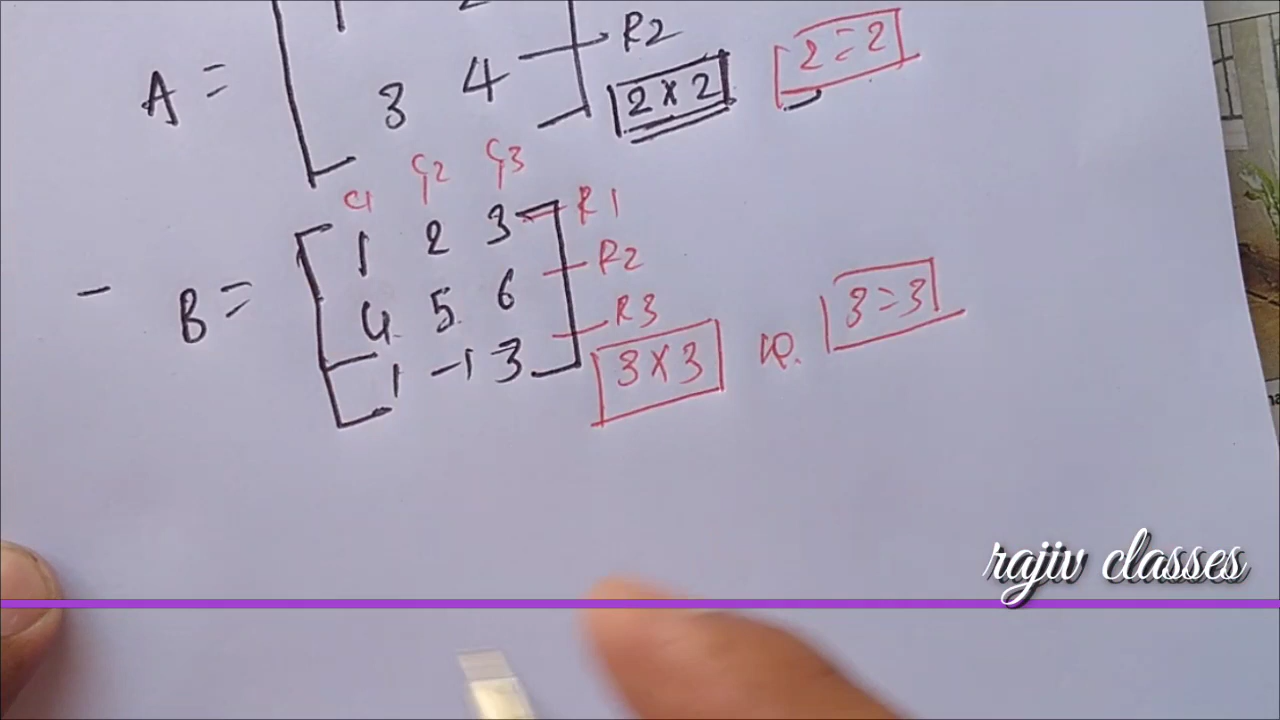 R2
A = 3 4
2 x 2 2 = 2
C1 C2 C3
B = 1 2 3 R1
4 5 6 R2
1 -1 3 R3
3 x 3 3 = 3
rajiv classes